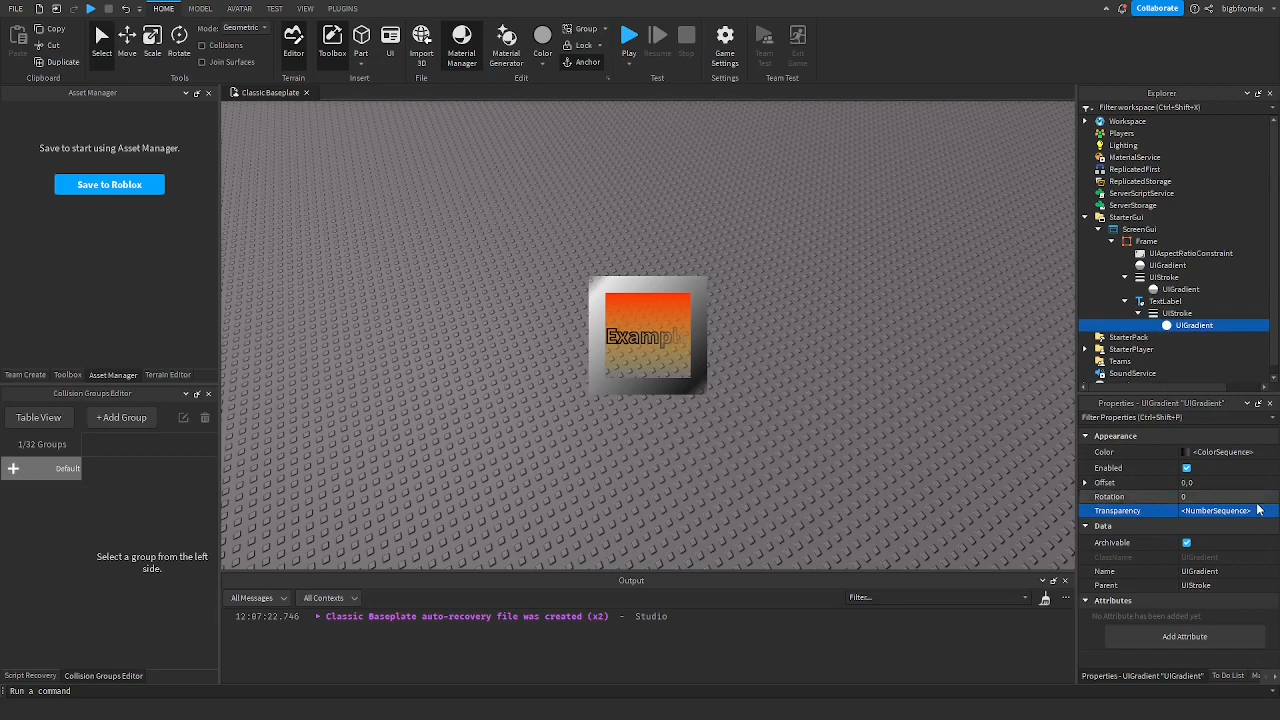 FILE MODEL AVATAR TEST VIEW PLUGINS HOME Collaborate bigbfromcle
Paste Copy Cut Duplicate Clipboard
Select Move Scale Rotate Mode: Geometric Collisions Join Surfaces Tools
Editor Terrain
Toolbox Part UI Insert
Import 3D File
Material Manager Material Generator Color Group Lock Anchor Edit
Play Resume Stop Test
Game Settings Settings
Team Test Exit Game Team Test
Asset Manager
Save to start using Asset Manager.
Save to Roblox
Team Create Toolbox Asset Manager Terrain Editor
Collision Groups Editor
Table View + Add Group
1/32 Groups
Default
Select a group from the left
side.
Script Recovery Collision Groups Editor
Run a command
ClassicBaseplate
Output
All Messages All Contexts Filter...
12:07:22.746 Classic Baseplate auto-recovery file was created (x2) - Studio
Explorer
Filter workspace (Ctrl+Shift+X)
Workspace
Players
Lighting
MaterialService
ReplicatedFirst
ReplicatedStorage
ServerScriptService
ServerStorage
StarterGui
ScreenGui
Frame
UIAspectRatioConstraint
UIGradient
UIStroke
UIGradient
TextLabel
UIStroke
UIGradient
StarterPack
StarterPlayer
Teams
SoundService
Properties - UIGradient "UIGradient"
Filter Properties (Ctrl+Shift+P)
Appearance
Color <ColorSequence>
Enabled
Offset 0,0
Rotation 0
Transparency <NumberSequence>
Data
Archivable
ClassName UIGradient
Name UIGradient
Parent UIStroke
Attributes
No Attribute has been added yet
Add Attribute
Properties - UIGradient "UIGradient" To Do List